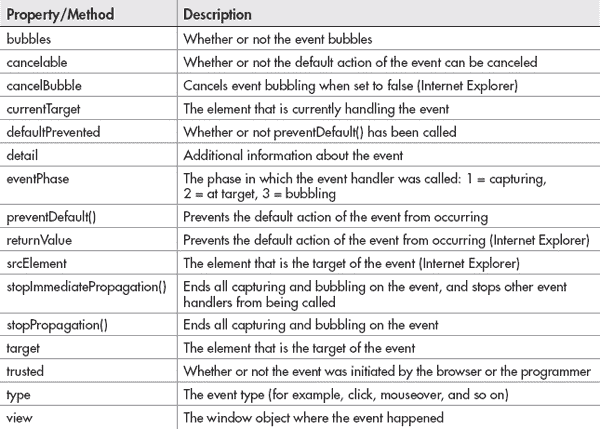 Property/Method Description
bubbles Whether or not the event bubbles
cancelable Whether or not the default action of the event can be canceled
cancelBubble Cancels event bubbling when set to false (Internet Explorer)
currentTarget The element that is currently handling the event
defaultPrevented Whether or not preventDefault() has been called
detail Additional information about the event
eventPhase The phase in which the event handler was called: 1 = capturing,
2 = at target, 3 = bubbling
preventDefault() Prevents the default action of the event from occurring
returnValue Prevents the default action of the event from occurring (Internet Explorer)
srcElement The element that is the target of the event (Internet Explorer)
stopImmediatePropagation() Ends all capturing and bubbling on the event, and stops other event
handlers from being called
stopPropagation() Ends all capturing and bubbling on the event
target The element that is the target of the event
trusted Whether or not the event was initiated by the browser or the programmer
type The event type (for example, click, mouseover, and so on)
view The window object where the event happened